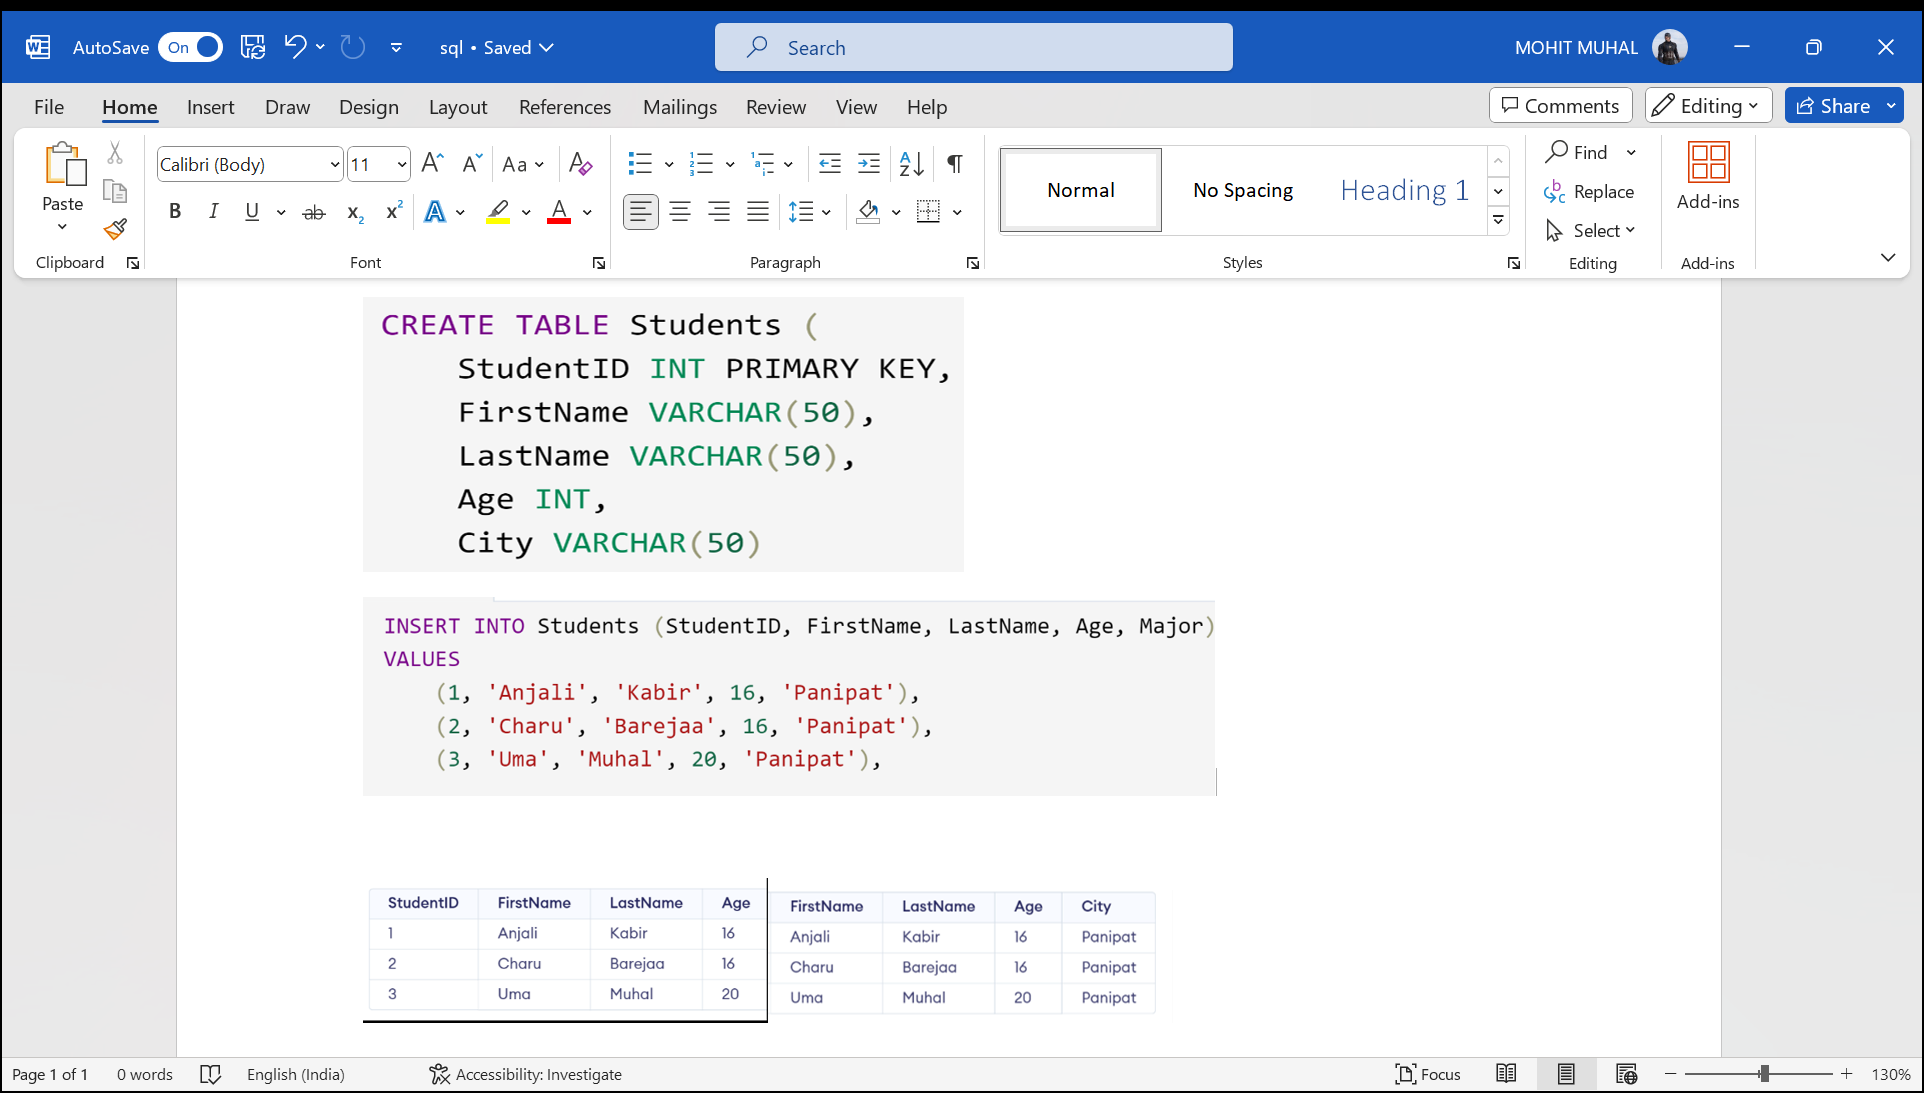 AutoSave On sql • Saved Search MOHIT MUHAL
File Home Insert Draw Design Layout References Mailings Review View Help Comments Editing Share
Paste
Clipboard
Calibri (Body) 11
Font
Paragraph
Normal No Spacing Heading 1
Styles
Find
Replace
Select
Editing
Add-ins
Add-ins
CREATE TABLE Students (
StudentID INT PRIMARY KEY,
FirstName VARCHAR(50),
LastName VARCHAR(50),
Age INT,
City VARCHAR(50)
INSERT INTO Students (StudentID, FirstName, LastName, Age, Major)
VALUES
(1, 'Anjali', 'Kabir', 16, 'Panipat'),
(2, 'Charu', 'Barejaa', 16, 'Panipat'),
(3, 'Uma', 'Muhal', 20, 'Panipat'),
StudentID FirstName LastName Age
1 Anjali Kabir 16
2 Charu Barejaa 16
3 Uma Muhal 20
FirstName LastName Age City
Anjali Kabir 16 Panipat
Charu Barejaa 16 Panipat
Uma Muhal 20 Panipat
Page 1 of 1 0 words English (India) Accessibility: Investigate Focus 130%